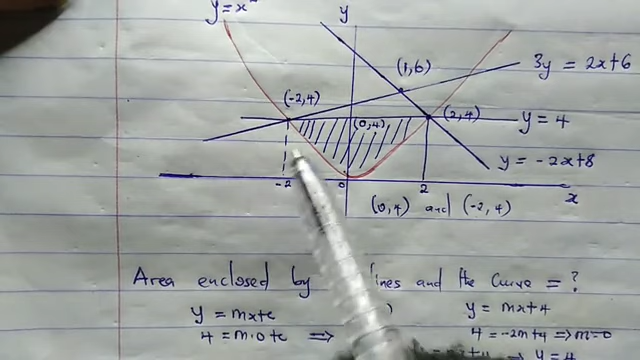 y=x²
y
(1,6)
3y = 2x+6
(-2,4)
(0,4)
(2,4)
y = 4
y = -2x+8
-2
0
2
x
(0,4) and (-2,4)
Area enclosed by lines and the curve = ?
y = mx+c
y = mx+4
4 = m.0+c ⇒
4 = -2m+4 ⇒ m=0
⇒ y = 4